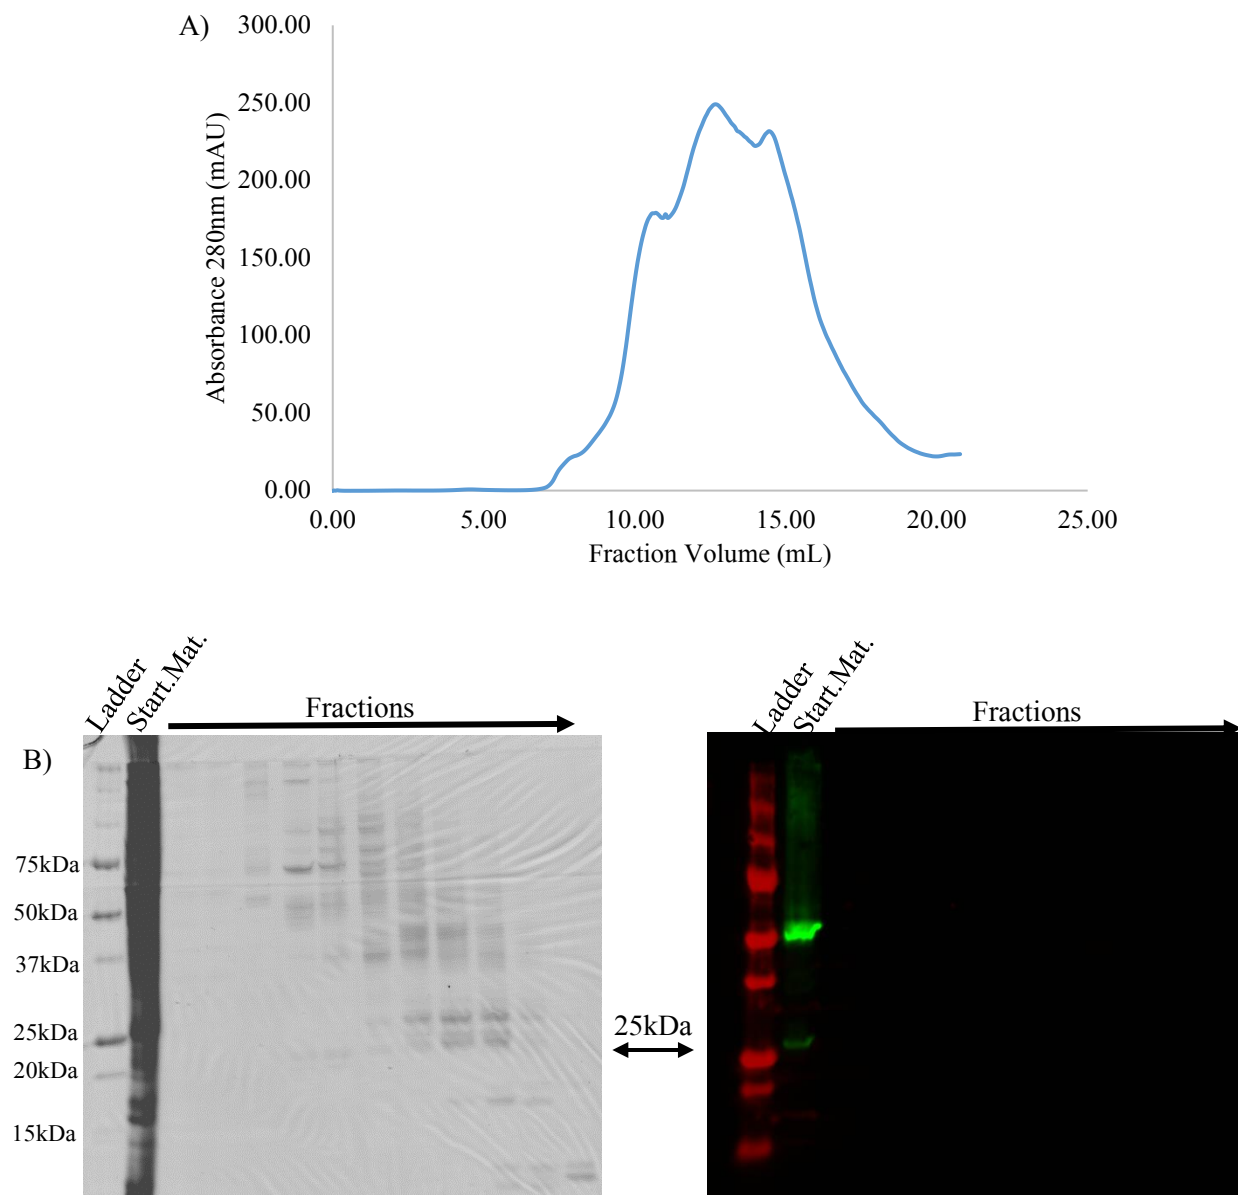 A)
300.00
250.00
200.00
150.00
100.00
50.00
0.00
Absorbance 280nm (mAU)
0.00 5.00 10.00 15.00 20.00 25.00
Fraction Volume (mL)
B)
Ladder
Start.Mat.
Fractions
75kDa
50kDa
37kDa
25kDa
20kDa
15kDa
25kDa
Ladder
Start.Mat.
Fractions